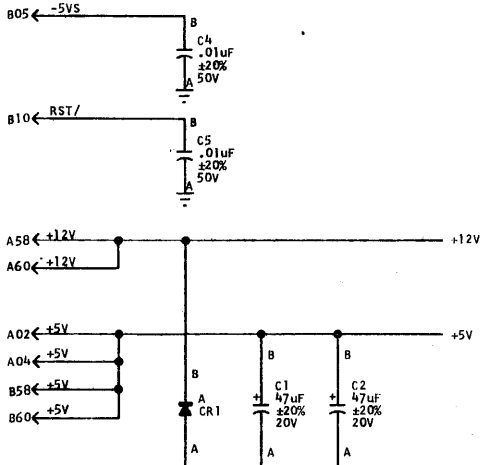 B05 -5VS
B
C4
.01uF
±20%
50V
A
B10 RST/
B
C5
.01uF
±20%
50V
A
A58 +12V +12V
A60 +12V
A02 +5V +5V
A04 +5V
B58 +5V
B60 +5V
B
A
CR1
A
B
C1
+ 47uF
±20%
20V
A
B
C2
+ 47uF
±20%
20V
A